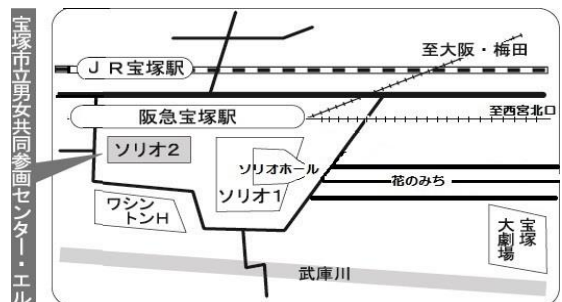 宝塚市立男女共同参画センター・エル
ＪＲ宝塚駅
至大阪・梅田
阪急宝塚駅
至西宮北口
ソリオ2
ソリオホール
ソリオ1
花のみち
ワシン
トンH
宝塚
大劇場
武庫川